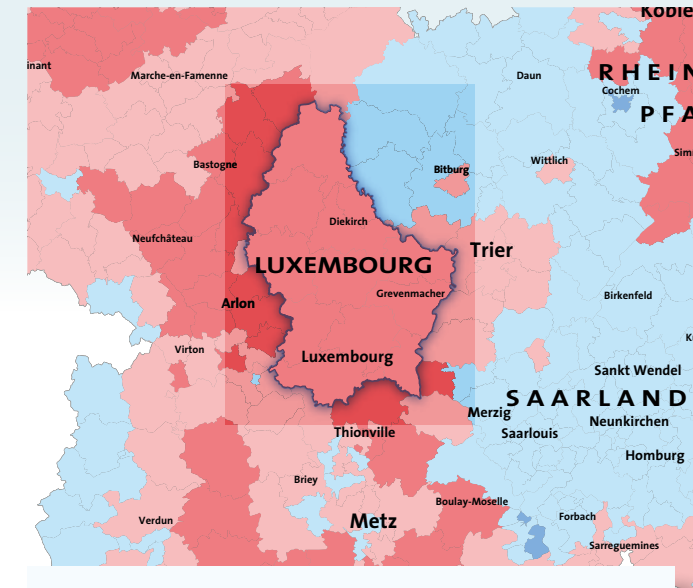 Koble
inant
Marche-en-Famenne
Daun
RHEIN
Cochem
PFA
Sim
Bastogne
Bitburg
Wittlich
Diekirch
Neufchâteau
Trier
LUXEMBOURG
Grevenmacher
Birkenfeld
Arlon
K
Virton
Luxembourg
Sankt Wendel
SAARLAND
Merzig
Neunkirchen
Thionville
Saarlouis
Homburg
Briey
Boulay-Moselle
Verdun
Metz
Forbach
Sarreguemines